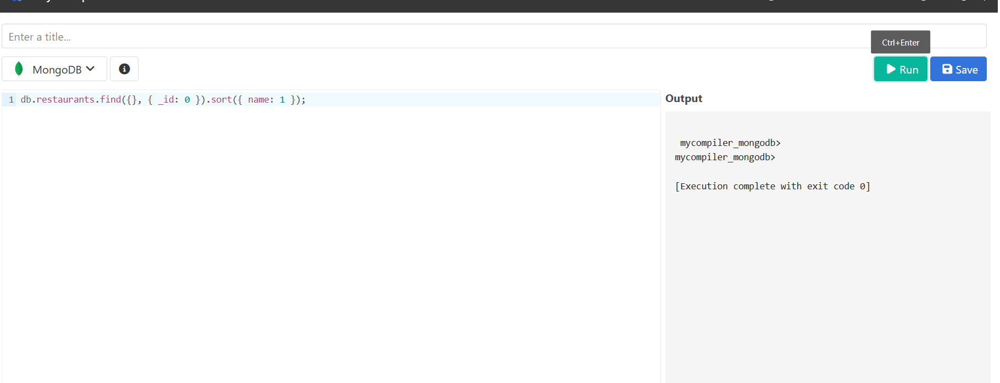 Enter a title...
Ctrl+Enter
MongoDB
Run
Save
1 db.restaurants.find({}, { _id: 0 }).sort({ name: 1 });
Output
mycompiler_mongodb>
mycompiler_mongodb>
[Execution complete with exit code 0]